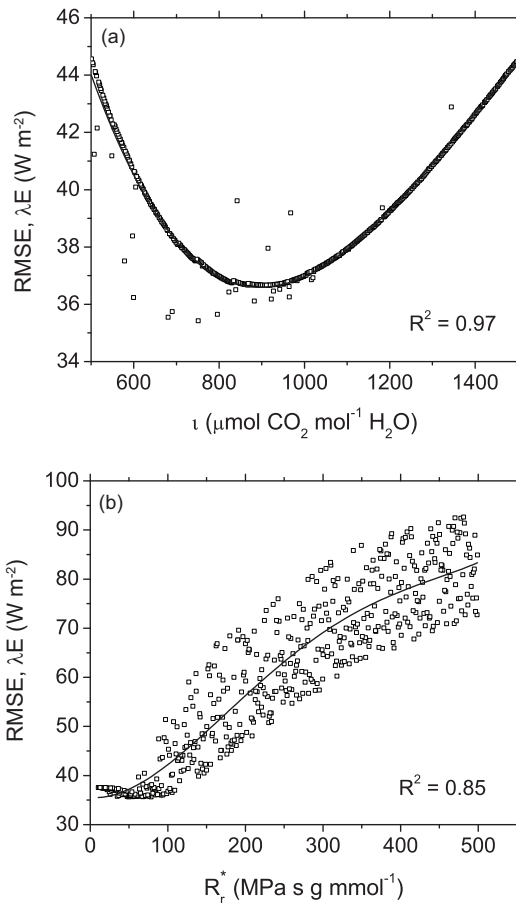 (a)
46
44
42
40
38
36
34
RMSE, λE (W m⁻²)
R² = 0.97
600 800 1000 1200 1400
ι (μmol CO₂ mol⁻¹ H₂O)
(b)
100
90
80
70
60
50
40
30
RMSE, λE (W m⁻²)
R² = 0.85
0 100 200 300 400 500
Rᵣ* (MPa s g mmol⁻¹)